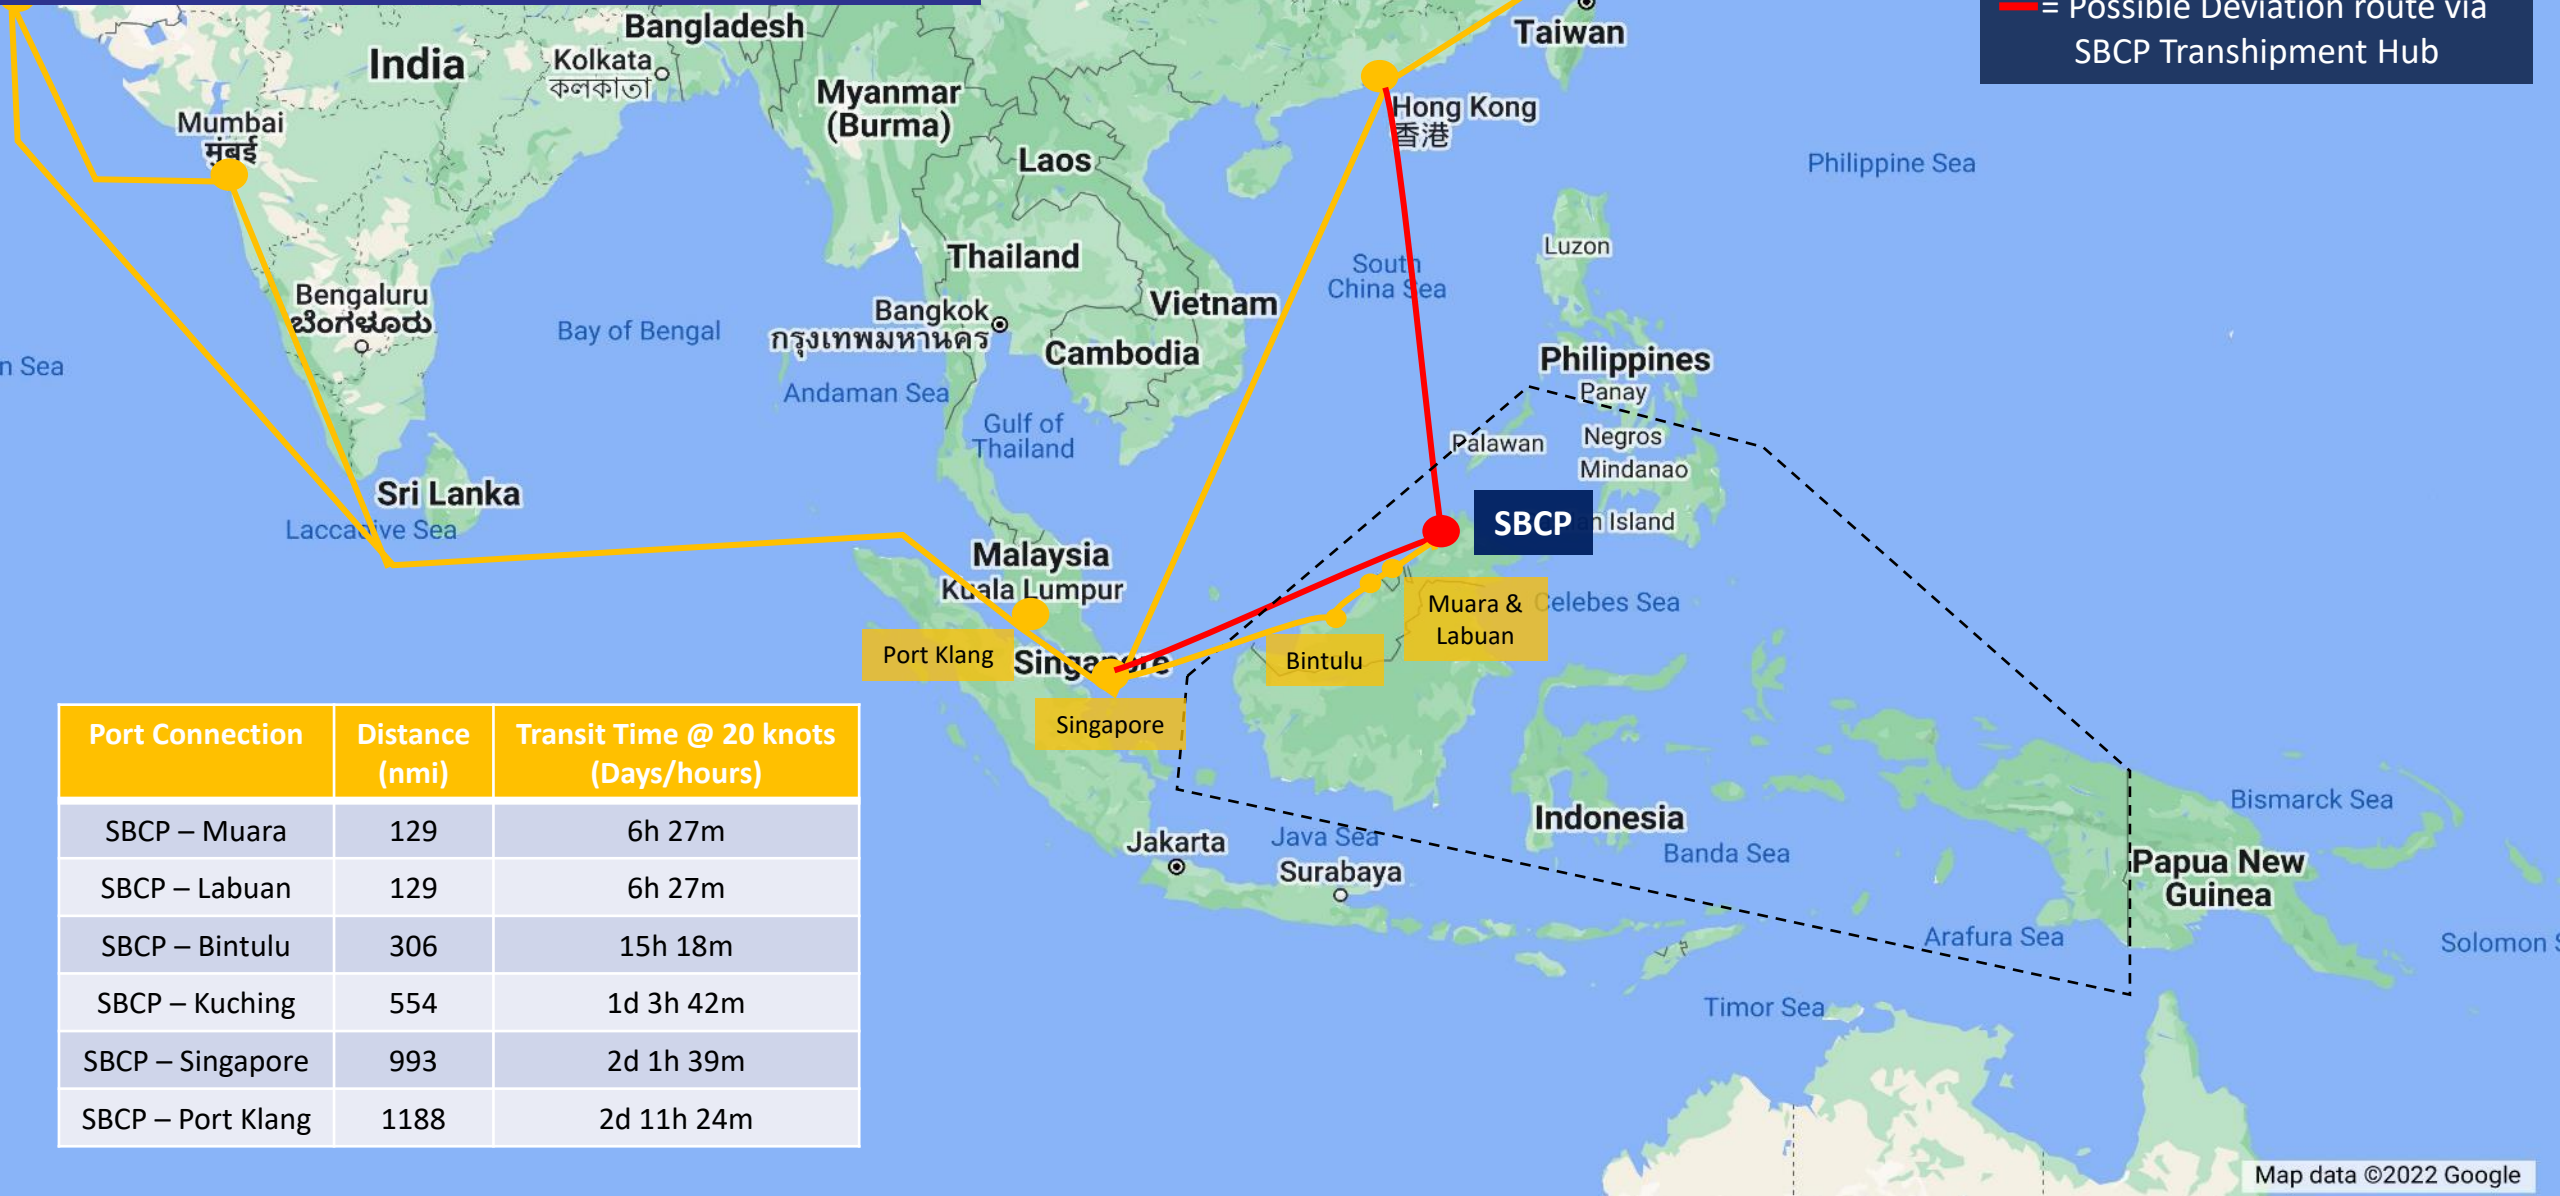 = Possible Deviation route via
SBCP Transhipment Hub
Bangladesh
Taiwan
India
Kolkata
কলকাতা
Myanmar
(Burma)
Hong Kong
香港
Mumbai
मुंबई
Laos
Philippine Sea
Thailand
Luzon
South
China Sea
Bengaluru
ಬೆಂಗಳೂರು
Bay of Bengal
Bangkok
กรุงเทพมหานคร
Vietnam
Cambodia
n Sea
Andaman Sea
Philippines
Panay
Gulf of
Thailand
Palawan
Negros
Mindanao
Sri Lanka
Laccadive Sea
SBCP
n Island
Malaysia
Kuala Lumpur
Muara &
Labuan
Celebes Sea
Port Klang
Singapore
Bintulu
Singapore
Port Connection
Distance
(nmi)
Transit Time @ 20 knots
(Days/hours)
SBCP – Muara 129 6h 27m
SBCP – Labuan 129 6h 27m
SBCP – Bintulu 306 15h 18m
SBCP – Kuching 554 1d 3h 42m
SBCP – Singapore 993 2d 1h 39m
SBCP – Port Klang 1188 2d 11h 24m
Jakarta
Java Sea
Surabaya
Indonesia
Banda Sea
Bismarck Sea
Papua New
Guinea
Arafura Sea
Solomon
Timor Sea
Map data ©2022 Google